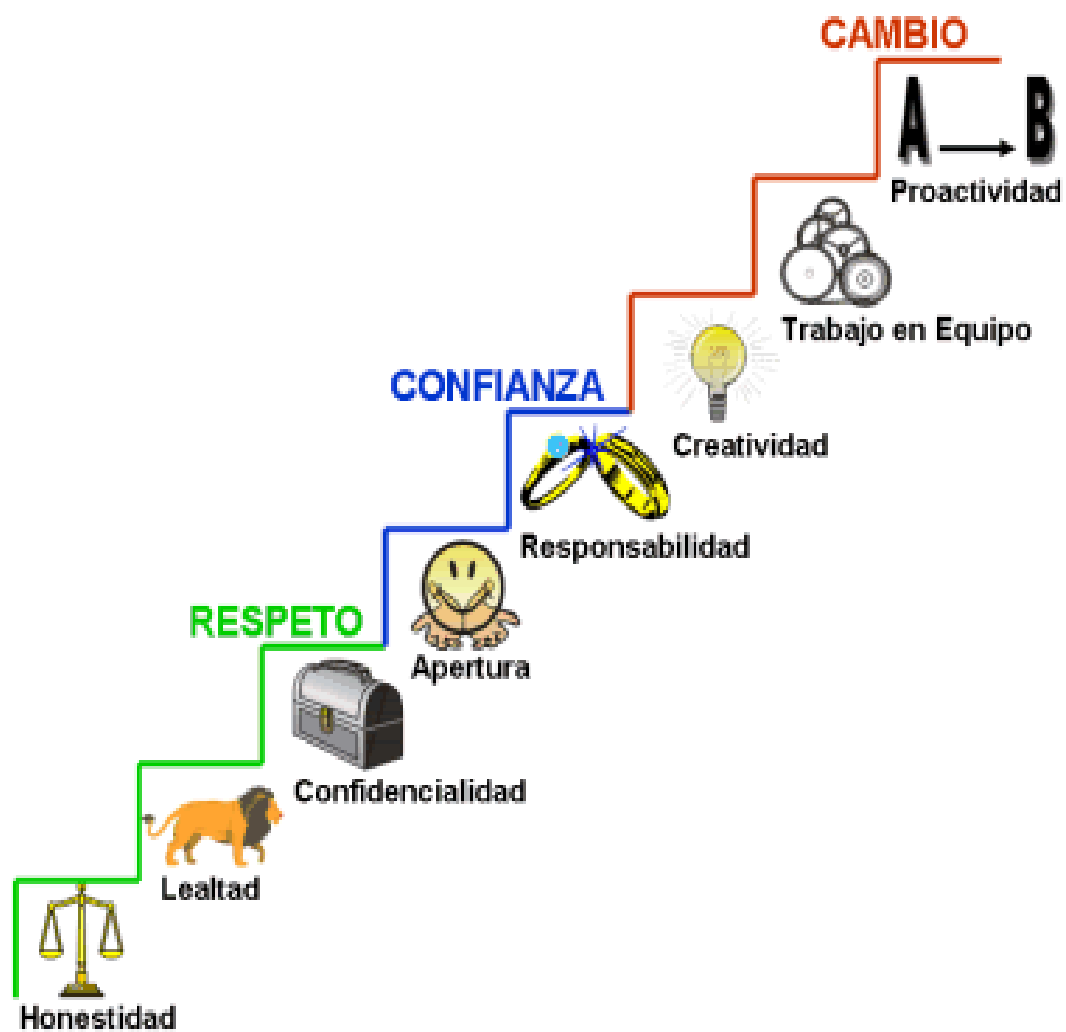 CAMBIO
A B
Proactividad
Trabajo en Equipo
CONFIANZA
Creatividad
Responsabilidad
RESPETO
Apertura
Confidencialidad
Lealtad
Honestidad